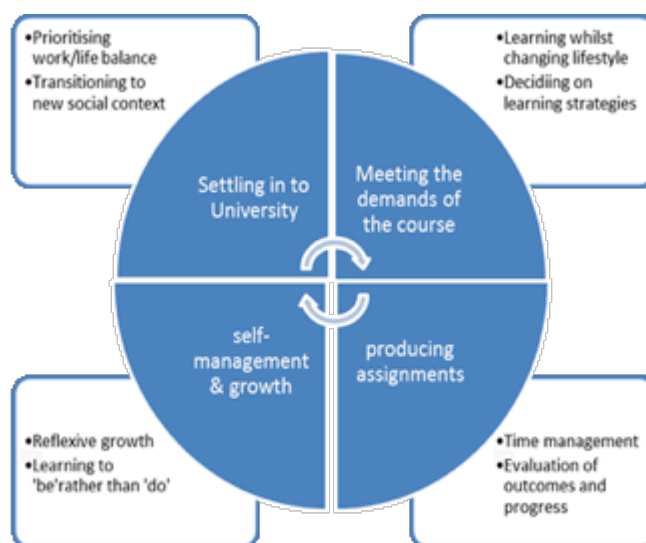 •Prioritising
work/life balance
•Transitioning to
new social context
•Learning whilst
changing lifestyle
•Decidiing on
learning strategies
Settling in to
University
Meeting the
demands of
the course
self-
management
& growth
producing
assignments
•Reflexive growth
•Learning to
'be'rather than 'do'
•Time management
•Evaluation of
outcomes and
progress